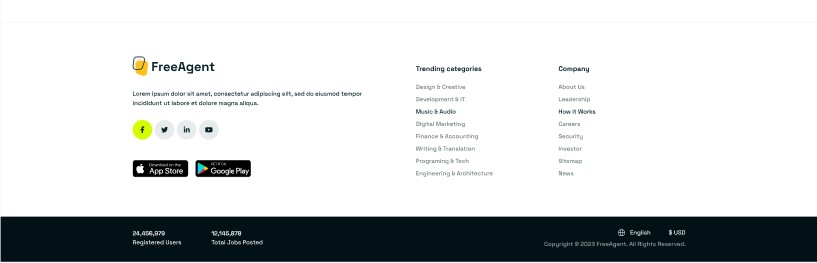 FreeAgent
Lorem ipsum dolor sit amet, consectetur adipiscing elit, sed do eiusmod tempor
incididunt ut labore et dolore magna aliqua.
Download on the
App Store
GET IT ON
Google Play
Trending categories
Design & Creative
Development & IT
Music & Audio
Digital Marketing
Finance & Accounting
Writing & Translation
Programing & Tech
Engineering & Architecture
Company
About Us
Leadership
How It Works
Careers
Security
Investor
Sitemap
News
24,456,979
Registered Users
12,145,879
Total Jobs Posted
English
$ USD
Copyright © 2023 FreeAgent. All Rights Reserved.